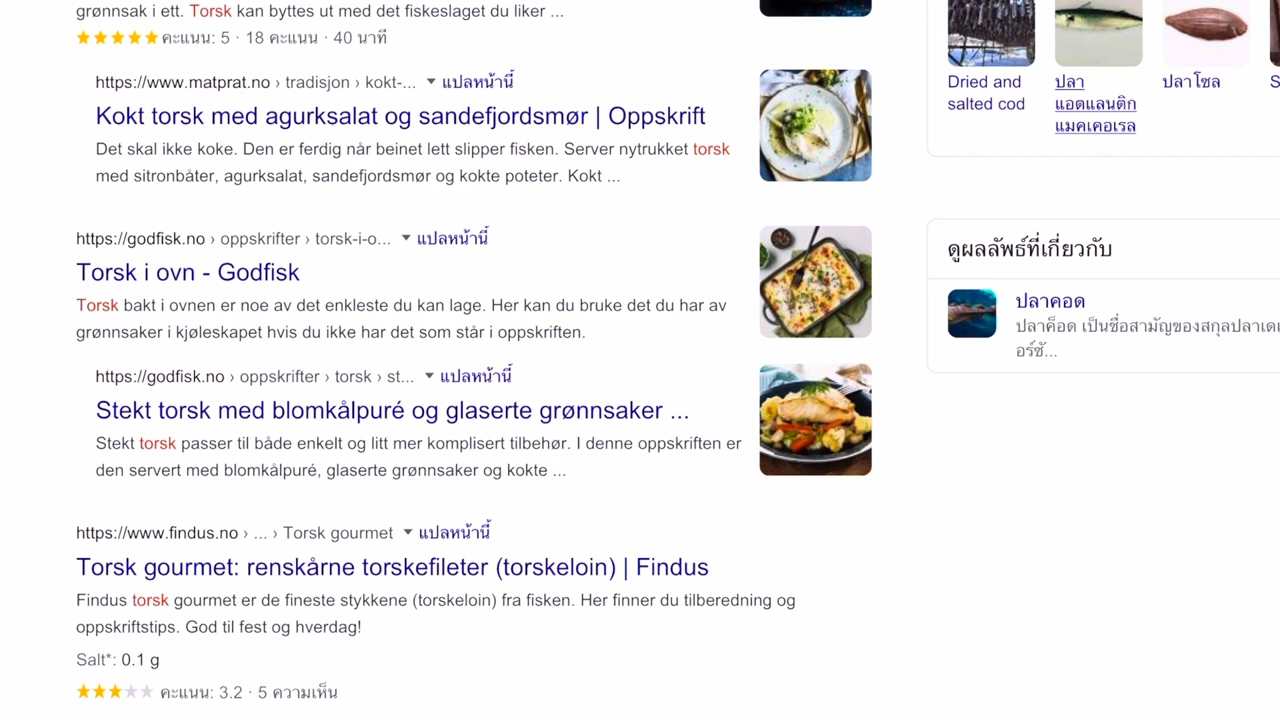 grønnsak i ett. Torsk kan byttes ut med det fiskeslaget du liker ...
คะแนน: 5 · 18 คะแนน · 40 นาที
https://www.matprat.no › tradisjon › kokt-... แปลหน้านี้
Kokt torsk med agurksalat og sandefjordsmør | Oppskrift
Det skal ikke koke. Den er ferdig når beinet lett slipper fisken. Server nytrukket torsk
med sitronbåter, agurksalat, sandefjordsmør og kokte poteter. Kokt ...
https://godfisk.no › oppskrifter › torsk-i-o... แปลหน้านี้
Torsk i ovn - Godfisk
Torsk bakt i ovnen er noe av det enkleste du kan lage. Her kan du bruke det du har av
grønnsaker i kjøleskapet hvis du ikke har det som står i oppskriften.
https://godfisk.no › oppskrifter › torsk › st... แปลหน้านี้
Stekt torsk med blomkålpuré og glaserte grønnsaker ...
Stekt torsk passer til både enkelt og litt mer komplisert tilbehør. I denne oppskriften er
den servert med blomkålpuré, glaserte grønnsaker og kokte ...
https://www.findus.no › ... › Torsk gourmet แปลหน้านี้
Torsk gourmet: renskårne torskefileter (torskeloin) | Findus
Findus torsk gourmet er de fineste stykkene (torskeloin) fra fisken. Her finner du tilberedning og
oppskriftstips. God til fest og hverdag!
Salt*: 0.1 g
คะแนน: 3.2 · 5 ความเห็น
Dried and
salted cod
ปลา
แอตแลนติก
แมคเคอเรล
ปลาโซล
S
ดูผลลัพธ์ที่เกี่ยวกับ
ปลาคอด
ปลาค็อด เป็นชื่อสามัญของสกุลปลาเดเ
อร์ซั...